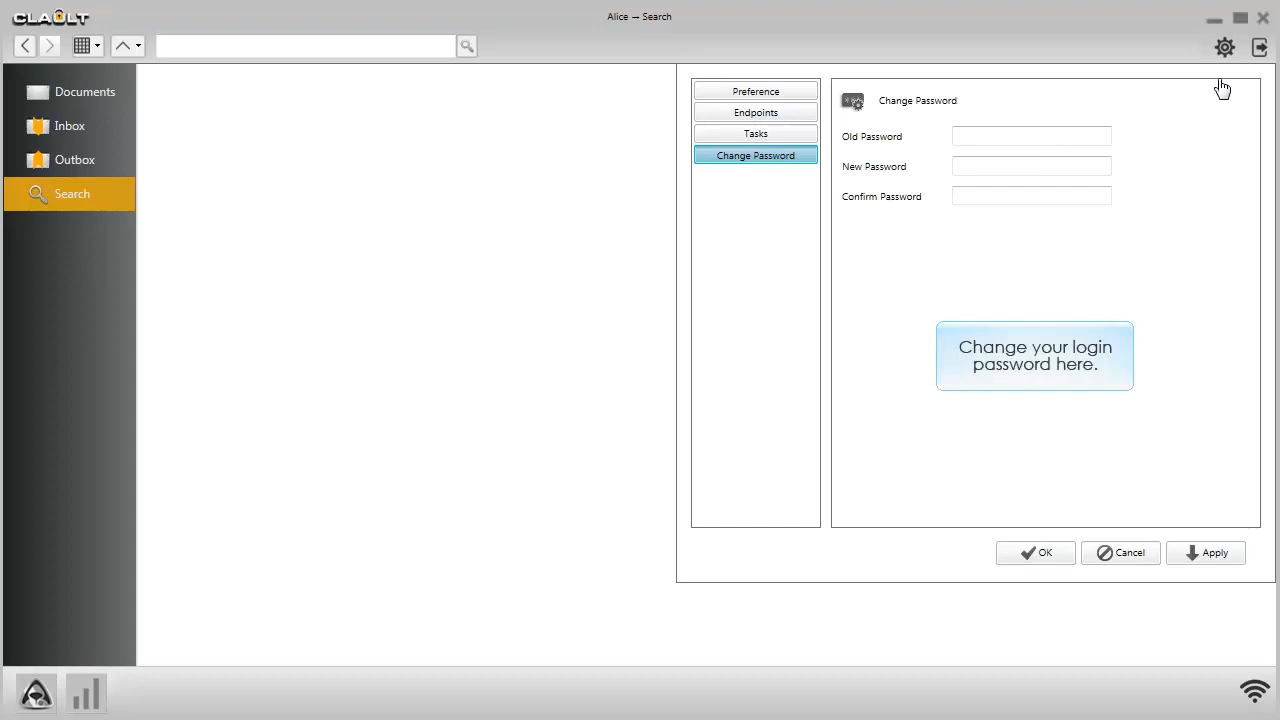 CLAULT
Alice → Search
Documents
Inbox
Outbox
Search
Preference
Endpoints
Tasks
Change Password
Change Password
Old Password
New Password
Confirm Password
Change your login
password here.
OK
Cancel
Apply